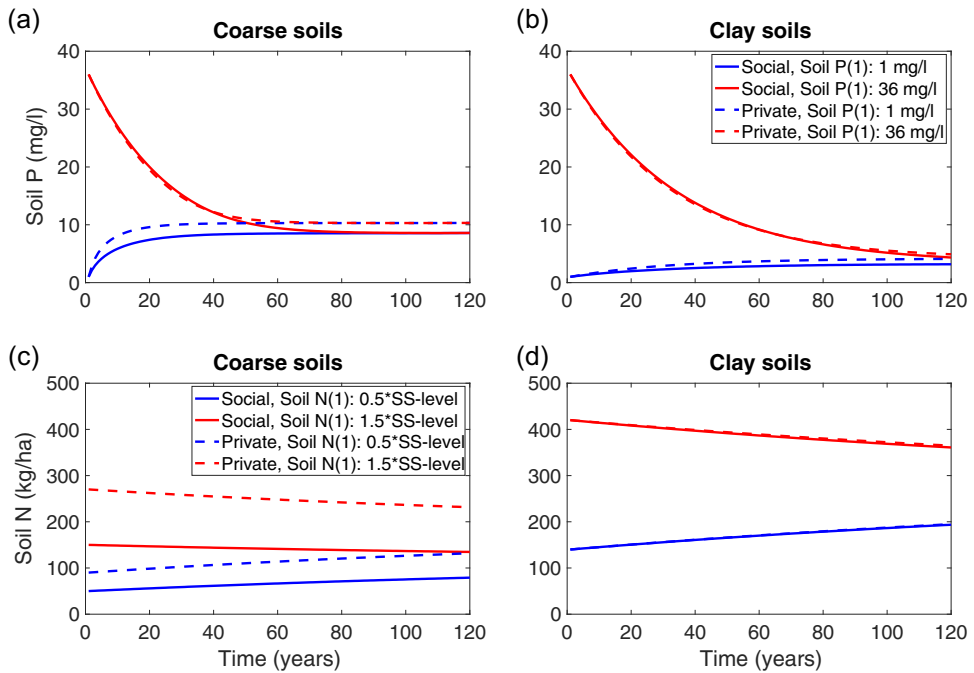 (a)
Coarse soils
Soil P (mg/l)
40
30
20
10
0
0 20 40 60 80 100 120
(b)
Clay soils
40
30
20
10
0
Social, Soil P(1): 1 mg/l
Social, Soil P(1): 36 mg/l
Private, Soil P(1): 1 mg/l
Private, Soil P(1): 36 mg/l
0 20 40 60 80 100 120
(c)
Coarse soils
Soil N (kg/ha)
500
400
300
200
100
0
Social, Soil N(1): 0.5*SS-level
Social, Soil N(1): 1.5*SS-level
Private, Soil N(1): 0.5*SS-level
Private, Soil N(1): 1.5*SS-level
0 20 40 60 80 100 120
Time (years)
(d)
Clay soils
500
400
300
200
100
0
0 20 40 60 80 100 120
Time (years)